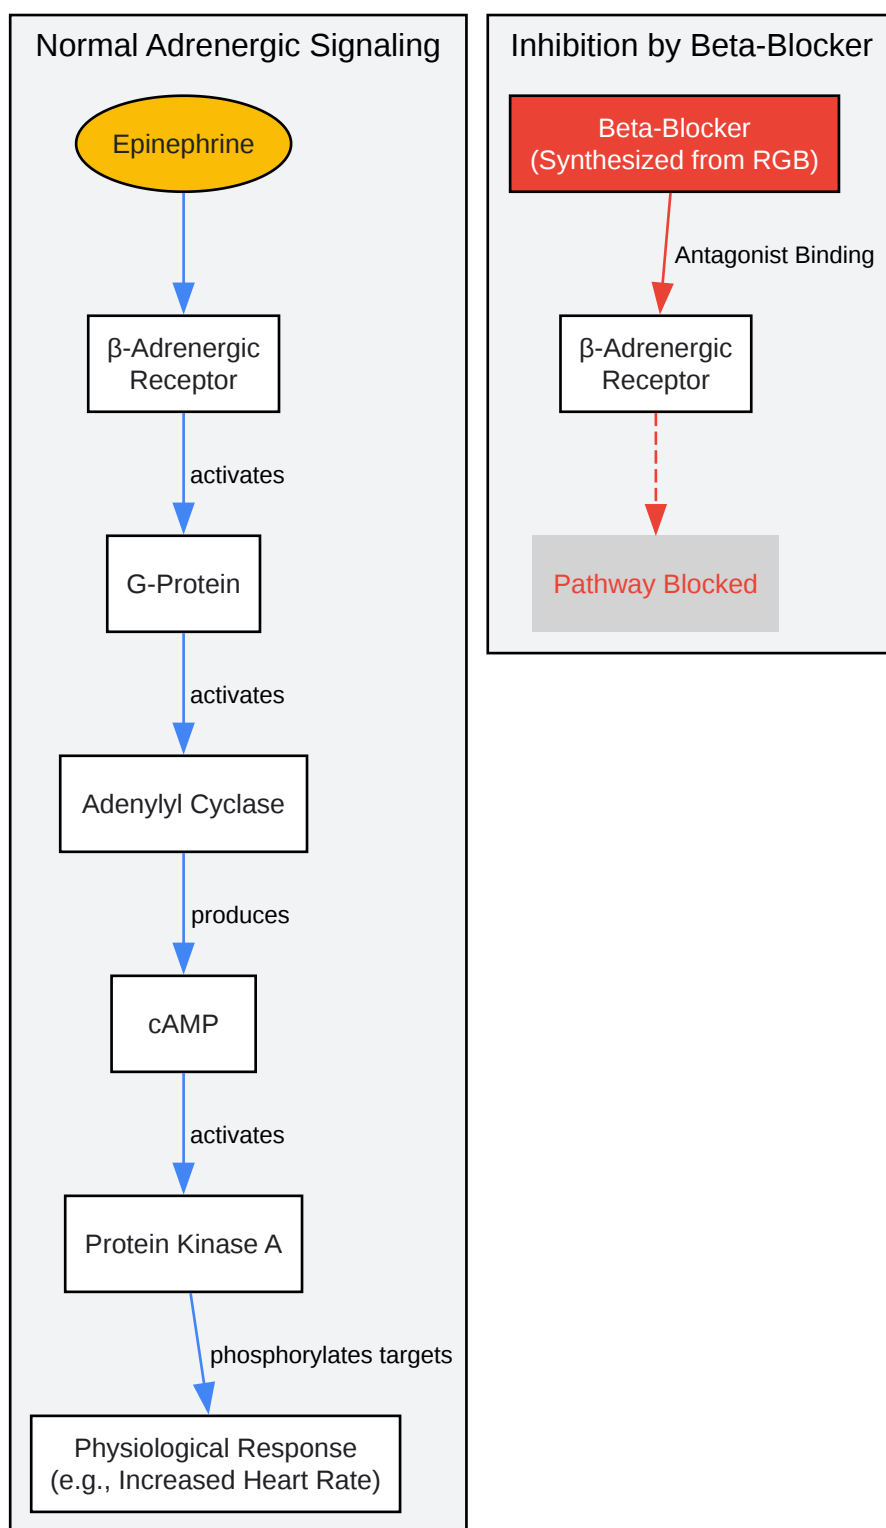 Normal Adrenergic Signaling
Epinephrine
β-Adrenergic
Receptor
activates
G-Protein
activates
Adenylyl Cyclase
produces
cAMP
activates
Protein Kinase A
phosphorylates targets
Physiological Response
(e.g., Increased Heart Rate)
Inhibition by Beta-Blocker
Beta-Blocker
(Synthesized from RGB)
Antagonist Binding
β-Adrenergic
Receptor
Pathway Blocked